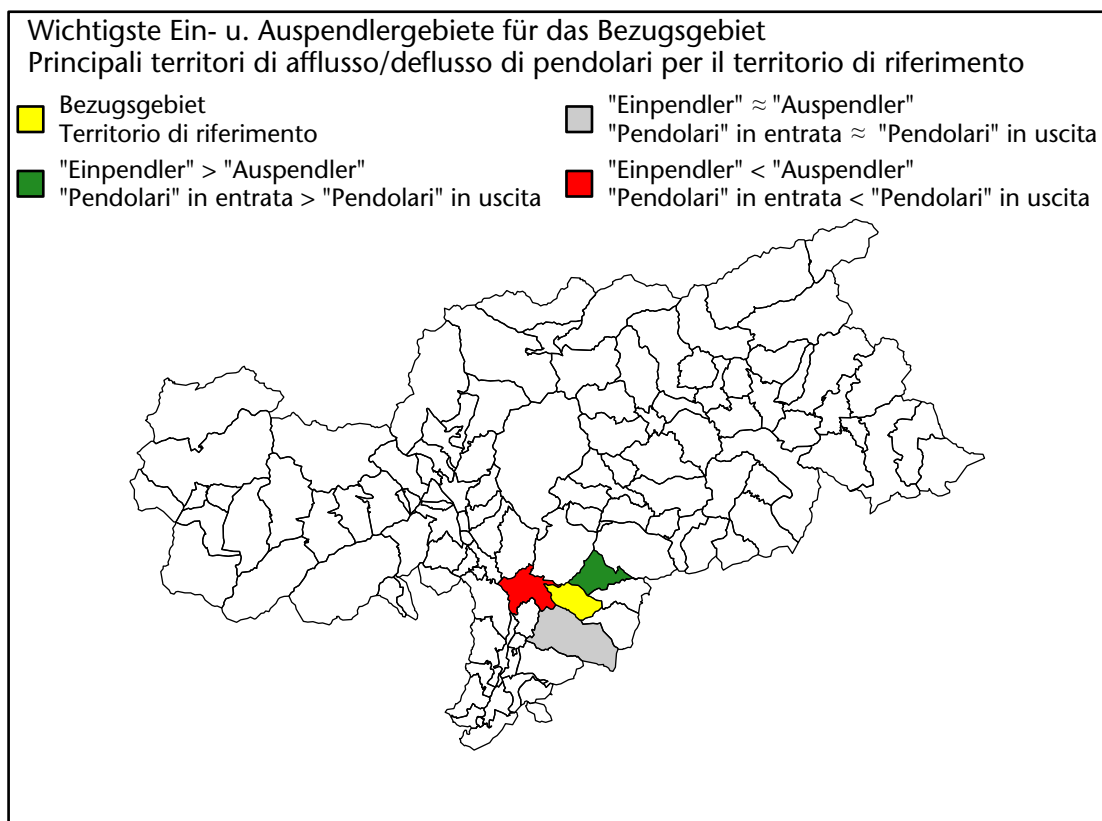 Wichtigste Ein- u. Auspendlergebiete für das Bezugsgebiet
Principali territori di afflusso/deflusso di pendolari per il territorio di riferimento
Bezugsgebiet
Territorio di riferimento
"Einpendler" > "Auspendler"
"Pendolari" in entrata > "Pendolari" in uscita
"Einpendler" ≈ "Auspendler"
"Pendolari" in entrata ≈ "Pendolari" in uscita
"Einpendler" < "Auspendler"
"Pendolari" in entrata < "Pendolari" in uscita